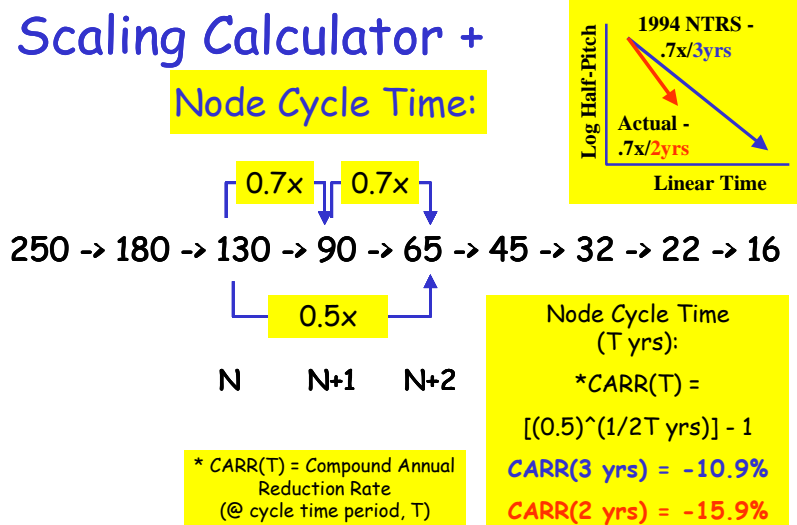 Scaling Calculator +
Node Cycle Time:
Log Half-Pitch
1994 NTRS -
.7x/3yrs
Actual -
.7x/2yrs
Linear Time
0.7x 0.7x
250 -> 180 -> 130 -> 90 -> 65 -> 45 -> 32 -> 22 -> 16
0.5x
N N+1 N+2
Node Cycle Time
(T yrs):
*CARR(T) =
[(0.5)^(1/2T yrs)] - 1
CARR(3 yrs) = -10.9%
CARR(2 yrs) = -15.9%
* CARR(T) = Compound Annual
Reduction Rate
(@ cycle time period, T)